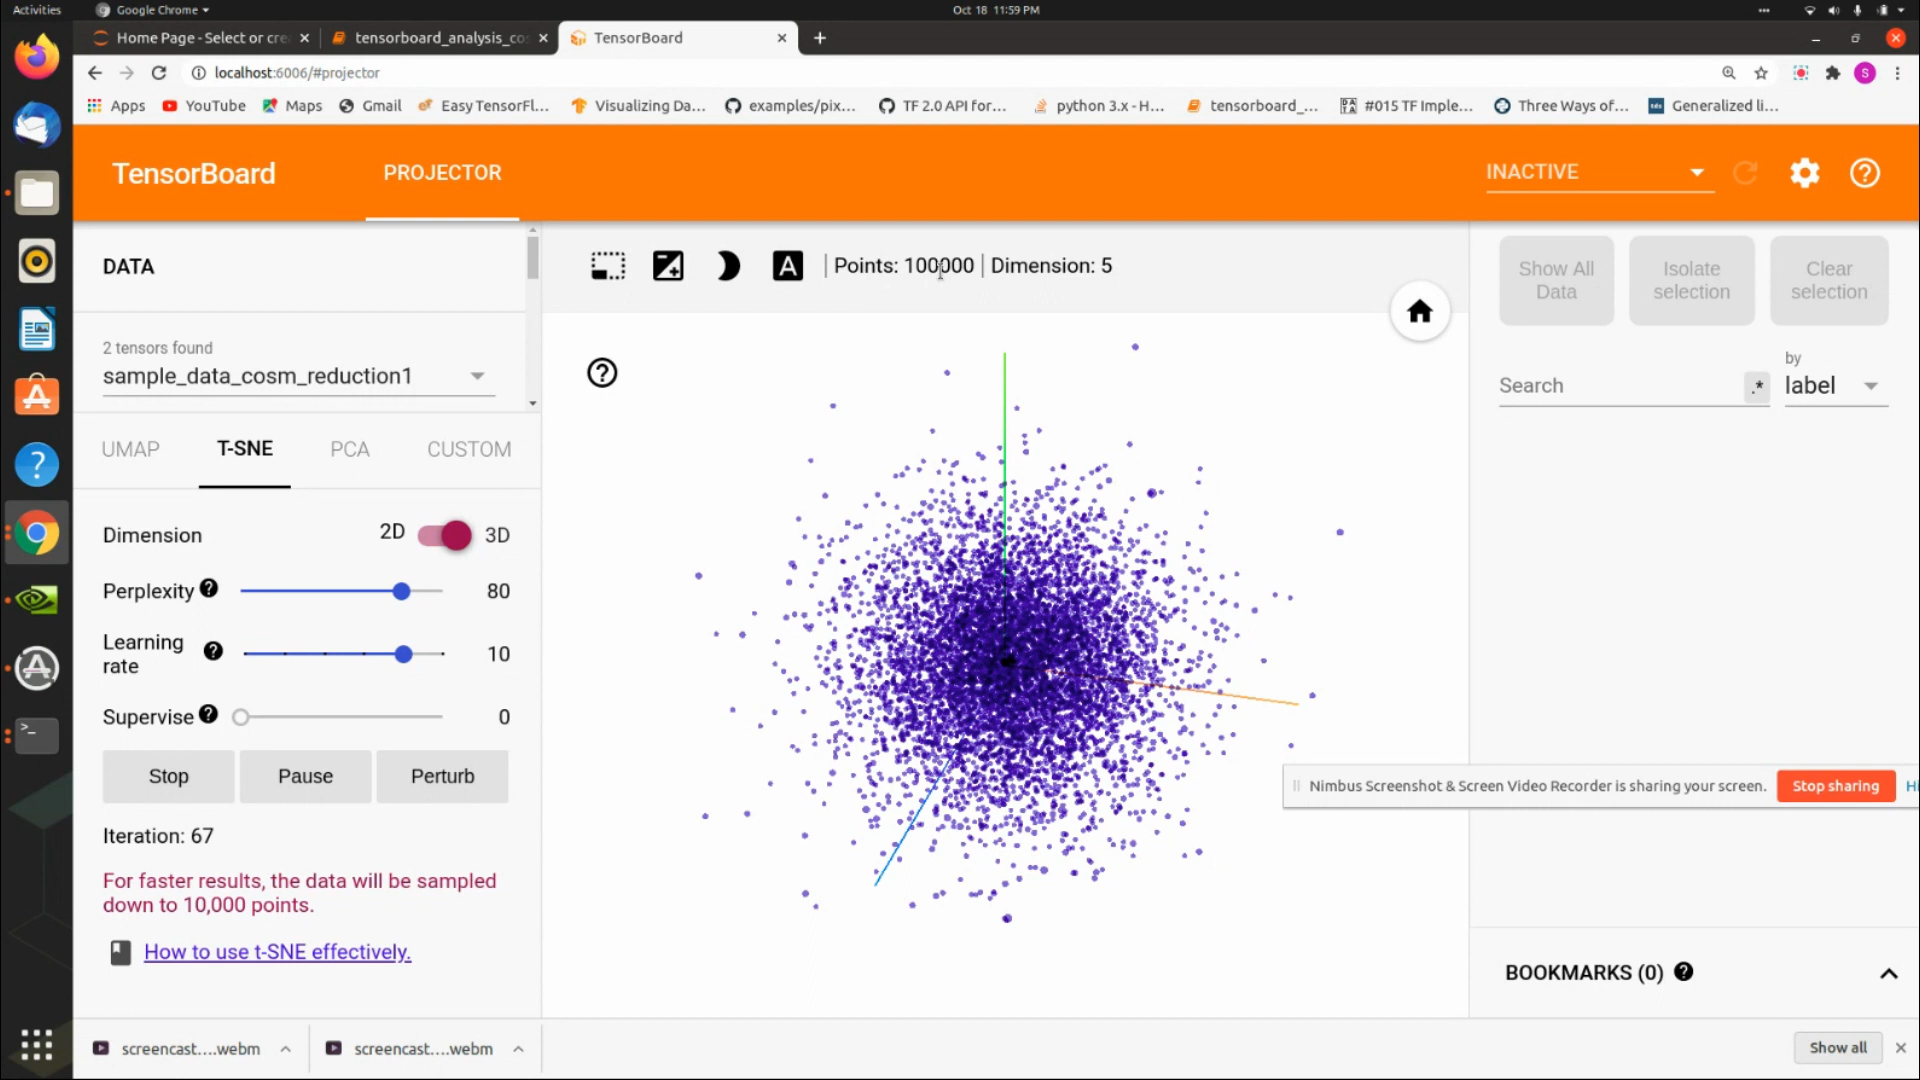 Activities
Google Chrome
Oct 18 11:59 PM
Home Page - Select or cre
tensorboard_analysis_co
TensorBoard
localhost:6006/#projector
S
Apps
YouTube
Maps
Gmail
Easy TensorFl...
Visualizing Da...
examples/pix...
TF 2.0 API for...
python 3.x - H...
tensorboard_...
#015 TF Imple...
Three Ways of...
Generalized li...
TensorBoard
PROJECTOR
INACTIVE
DATA
A
Points: 100000
Dimension: 5
Show All
Data
Isolate
selection
Clear
selection
2 tensors found
sample_data_cosm_reduction1
Search
.*
by
label
UMAP
T-SNE
PCA
CUSTOM
Dimension
2D
3D
Perplexity
80
Learning
rate
10
Supervise
0
Stop
Pause
Perturb
Iteration: 67
For faster results, the data will be sampled
down to 10,000 points.
How to use t-SNE effectively.
Nimbus Screenshot & Screen Video Recorder is sharing your screen.
Stop sharing
Hi
BOOKMARKS (0)
screencast....webm
screencast....webm
Show all